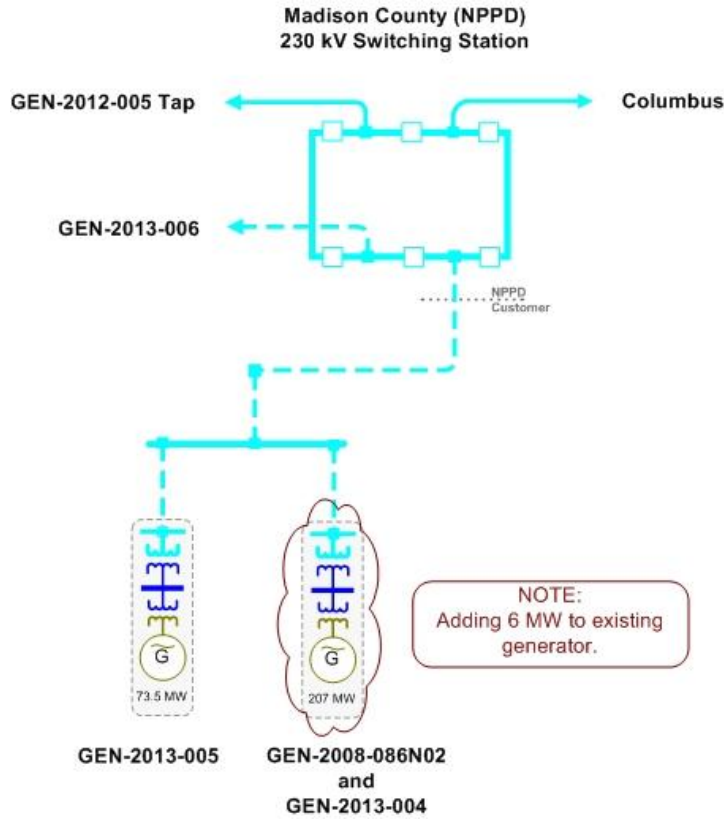 Madison County (NPPD)
230 kV Switching Station
GEN-2012-005 Tap
Columbus
GEN-2013-006
NPPD
Customer
NOTE:
Adding 6 MW to existing
generator.
G
73.5 MW
G
207 MW
GEN-2013-005
GEN-2008-086N02
and
GEN-2013-004